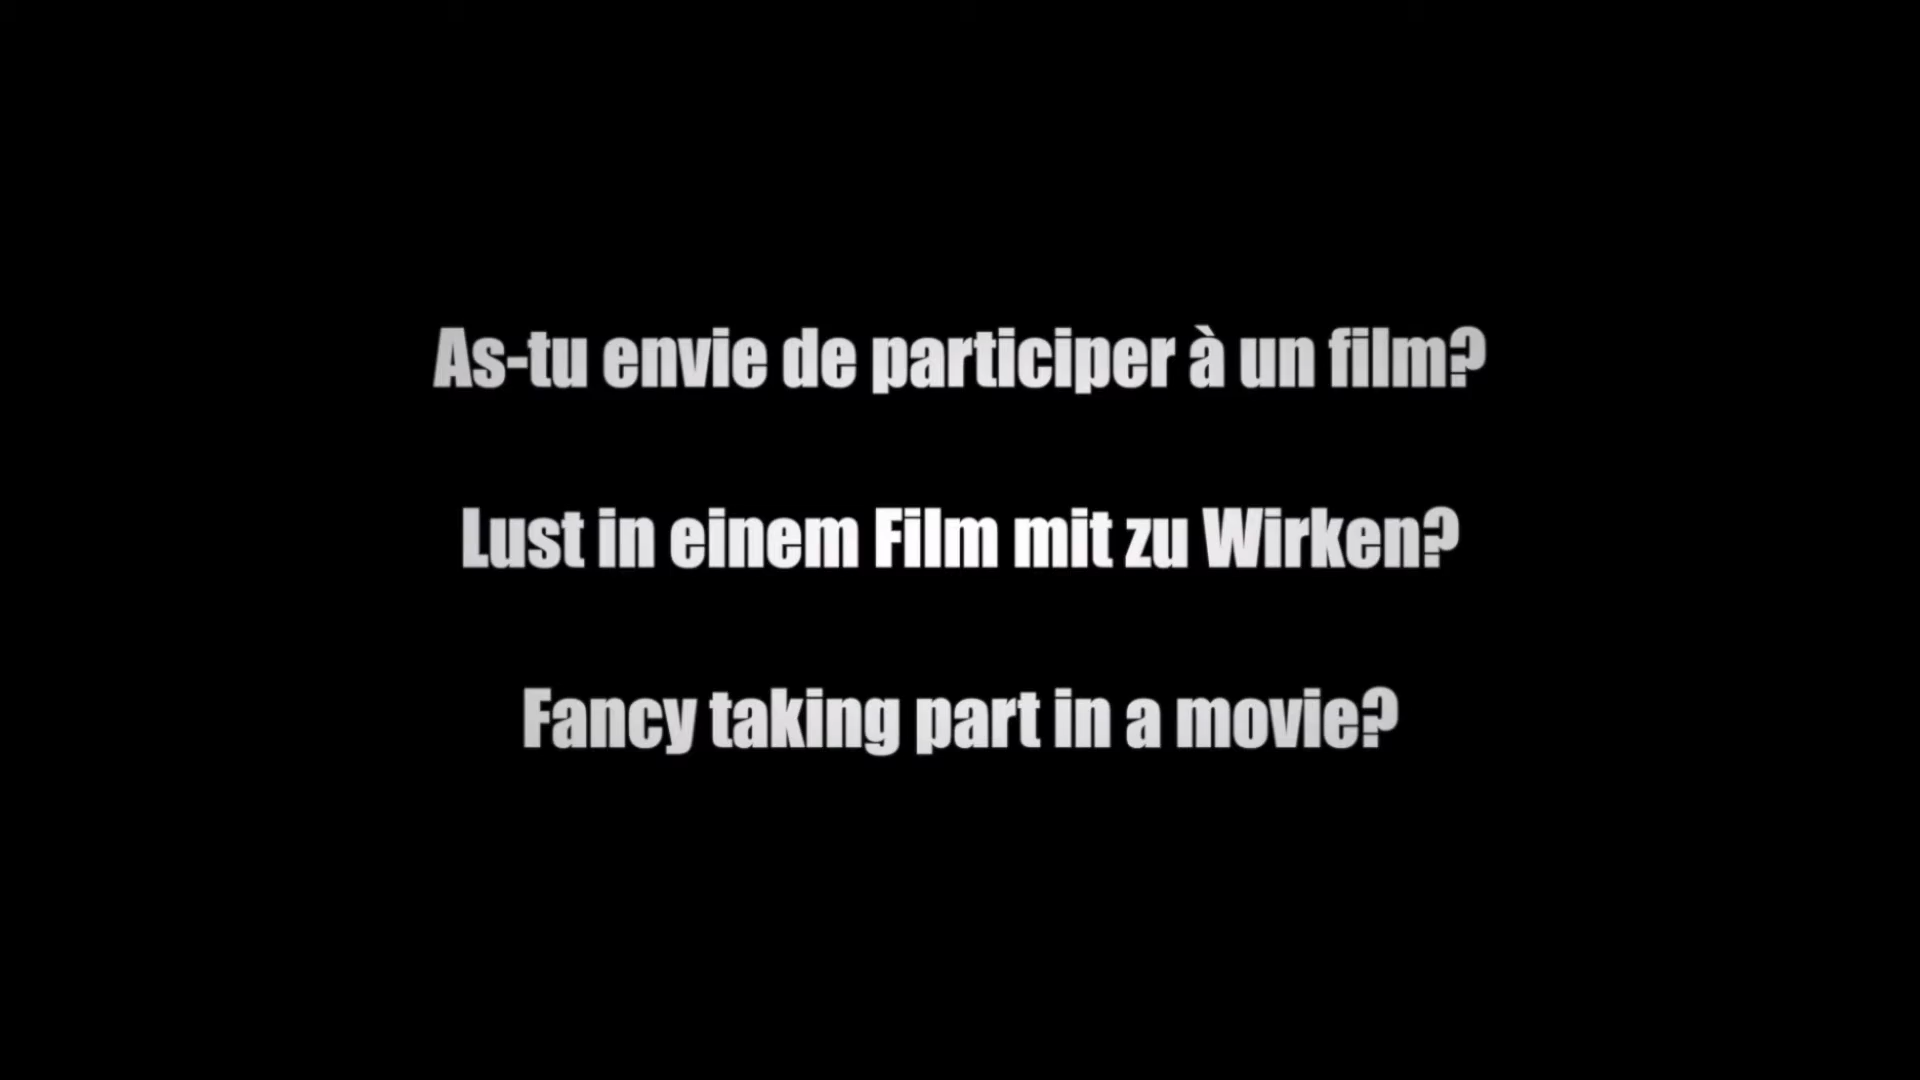 As-tu envie de participer à un film?
Lust in einem Film mit zu Wirken?
Fancy taking part in a movie?